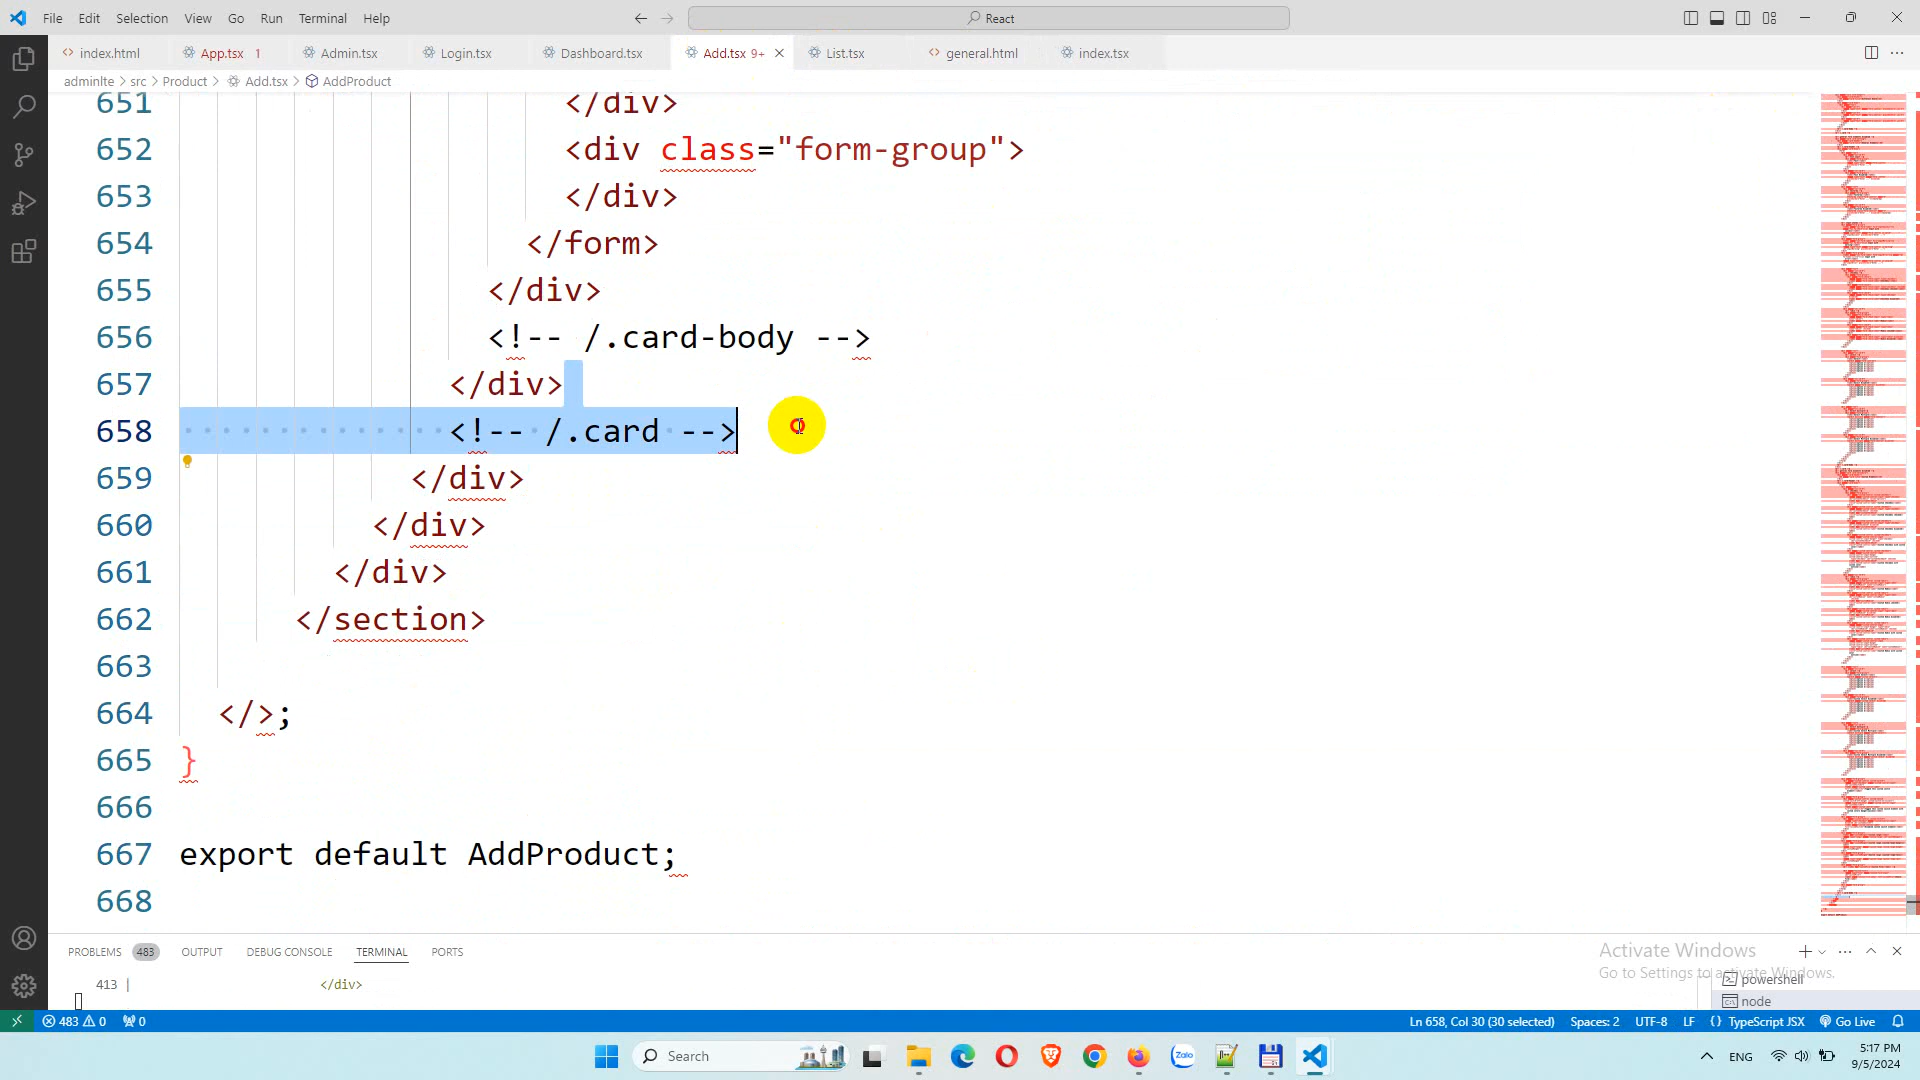 File Edit Selection View Go Run Terminal Help
React
index.html
App.tsx 1
Admin.tsx
Login.tsx
Dashboard.tsx
Add.tsx 9+
List.tsx
general.html
index.tsx
adminlte > src > Product > Add.tsx > AddProduct
651 </div>
652 <div class="form-group">
653 </div>
654 </form>
655 </div>
656 <!-- /.card-body -->
657 </div>
658 <!-- /.card -->
659 </div>
660 </div>
661 </div>
662 </section>
663
664 </>;
665 }
666
667 export default AddProduct;
668
PROBLEMS 483 OUTPUT DEBUG CONSOLE TERMINAL PORTS
Activate Windows
Go to Settings to activate Windows.
413 | </div>
powershell
node
483 0 0
Ln 658, Col 30 (30 selected) Spaces: 2 UTF-8 LF {} TypeScript JSX Go Live
Search
Zalo
ENG
5:17 PM
9/5/2024